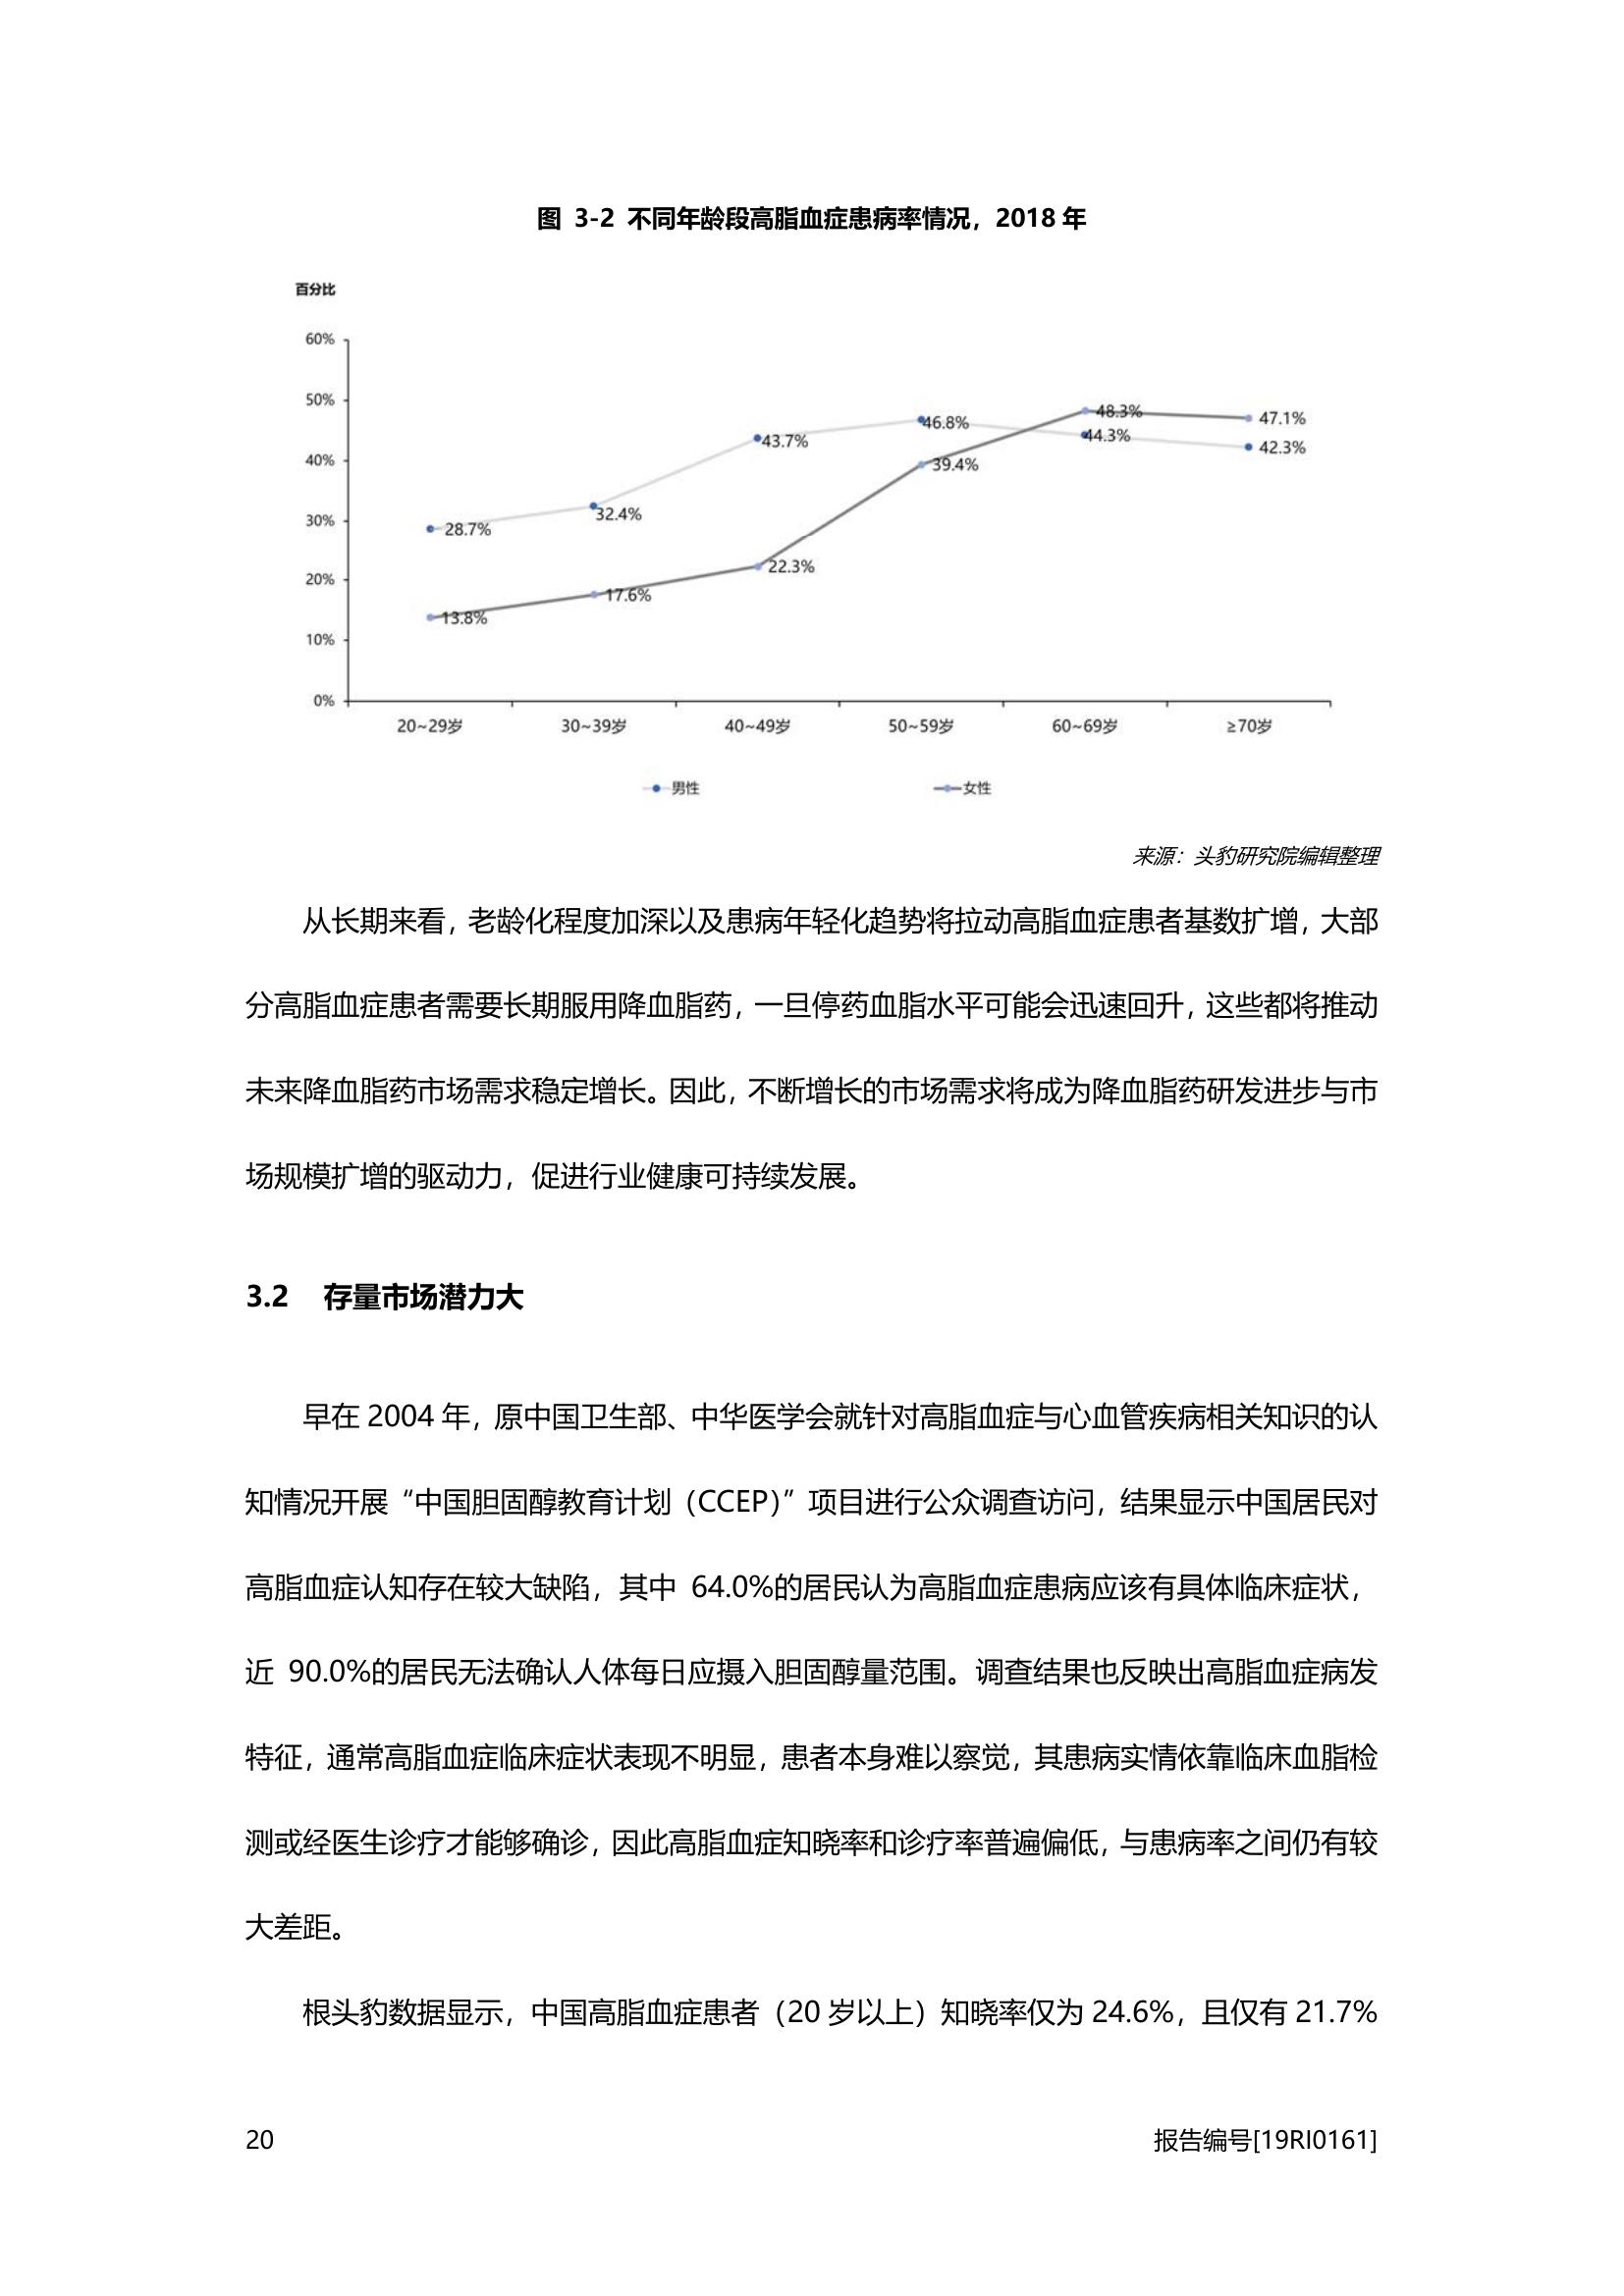 图 3-2 不同年龄段高脂血症患病率情况，2018 年
百分比
60%
50%
40%
30%
20%
10%
0%
28.7%
32.4%
43.7%
46.8%
44.3%
42.3%
13.8%
17.6%
22.3%
39.4%
48.3%
47.1%
20~29岁 30~39岁 40~49岁 50~59岁 60~69岁 ≥70岁
男性 女性
来源：头豹研究院编辑整理
从长期来看，老龄化程度加深以及患病年轻化趋势将拉动高脂血症患者基数扩增，大部
分高脂血症患者需要长期服用降血脂药，一旦停药血脂水平可能会迅速回升，这些都将推动
未来降血脂药市场需求稳定增长。因此，不断增长的市场需求将成为降血脂药研发进步与市
场规模扩增的驱动力，促进行业健康可持续发展。
3.2 存量市场潜力大
早在 2004 年，原中国卫生部、中华医学会就针对高脂血症与心血管疾病相关知识的认
知情况开展“中国胆固醇教育计划（CCEP）”项目进行公众调查访问，结果显示中国居民对
高脂血症认知存在较大缺陷，其中 64.0%的居民认为高脂血症患病应该有具体临床症状，
近 90.0%的居民无法确认人体每日应摄入胆固醇量范围。调查结果也反映出高脂血症病发
特征，通常高脂血症临床症状表现不明显，患者本身难以察觉，其患病实情依靠临床血脂检
测或经医生诊疗才能够确诊，因此高脂血症知晓率和诊疗率普遍偏低，与患病率之间仍有较
大差距。
根头豹数据显示，中国高脂血症患者（20 岁以上）知晓率仅为 24.6%，且仅有 21.7%
20 报告编号[19RI0161]